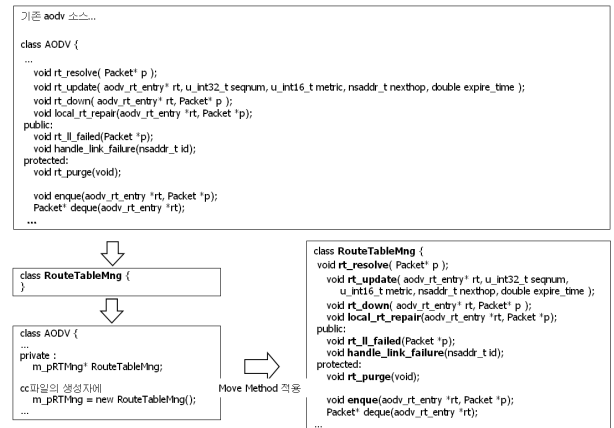 기존 aodv 소스...
class AODV {
...
void rt_resolve( Packet* p );
void rt_update( aodv_rt_entry* rt, u_int32_t seqnum, u_int16_t metric, nsaddr_t nexthop, double expire_time );
void rt_down( aodv_rt_entry* rt, Packet* p );
void local_rt_repair(aodv_rt_entry *rt, Packet *p);
public:
void rt_ll_failed(Packet *p);
void handle_link_failure(nsaddr_t id);
protected:
void rt_purge(void);
void enque(aodv_rt_entry *rt, Packet *p);
Packet* deque(aodv_rt_entry *rt);
...
class RouteTableMng {
}
class AODV {
...
private :
m_pRTMng* RouteTableMng;
cc파일의 생성자에
m_pRTMng = new RouteTableMng();
...
Move Method 적용
class RouteTableMng {
void rt_resolve( Packet* p );
void rt_update( aodv_rt_entry* rt, u_int32_t seqnum,
u_int16_t metric, nsaddr_t nexthop, double expire_time );
void rt_down( aodv_rt_entry* rt, Packet* p );
void local_rt_repair(aodv_rt_entry *rt, Packet *p);
public:
void rt_ll_failed(Packet *p);
void handle_link_failure(nsaddr_t id);
protected:
void rt_purge(void);
void enque(aodv_rt_entry *rt, Packet *p);
Packet* deque(aodv_rt_entry *rt);
...